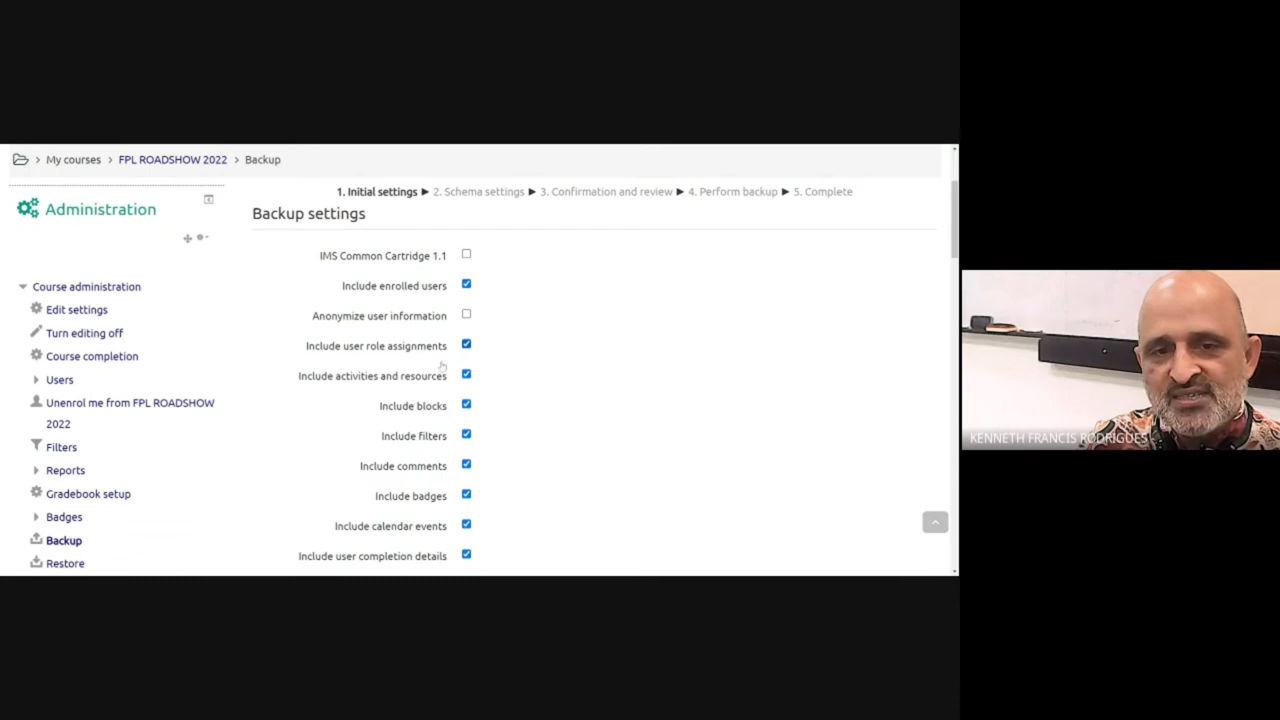 My courses > FPL ROADSHOW 2022 > Backup
Administration
Course administration
Edit settings
Turn editing off
Course completion
Users
Unenrol me from FPL ROADSHOW
2022
Filters
Reports
Gradebook setup
Badges
Backup
Restore
1. Initial settings ► 2. Schema settings ► 3. Confirmation and review ► 4. Perform backup ► 5. Complete
Backup settings
IMS Common Cartridge 1.1
Include enrolled users
Anonymize user information
Include user role assignments
Include activities and resources
Include blocks
Include filters
Include comments
Include badges
Include calendar events
Include user completion details
KENNETH FRANCIS RODRIGUES